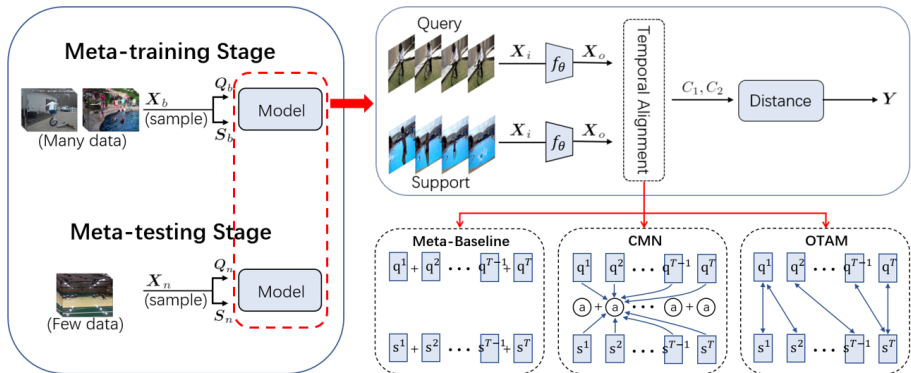 Meta-training Stage
X_b
(sample)
Q_b
S_b
Model
(Many data)
Meta-testing Stage
X_n
(sample)
Q_n
S_n
Model
(Few data)
Query
X_i
f_θ
X_o
Support
X_i
f_θ
X_o
Temporal Alignment
C_1, C_2
Distance
Y
Meta-Baseline
q^1 + q^2 • • • q^{T-1} + q^T
s^1 + s^2 • • • s^{T-1} + s^T
CMN
q^1 q^2 • • • q^{T-1} q^T
a + a • • • a + a
s^1 s^2 • • • s^{T-1} s^T
OTAM
q^1 q^2 • • • q^{T-1} q^T
s^1 s^2 • • • s^{T-1} s^T